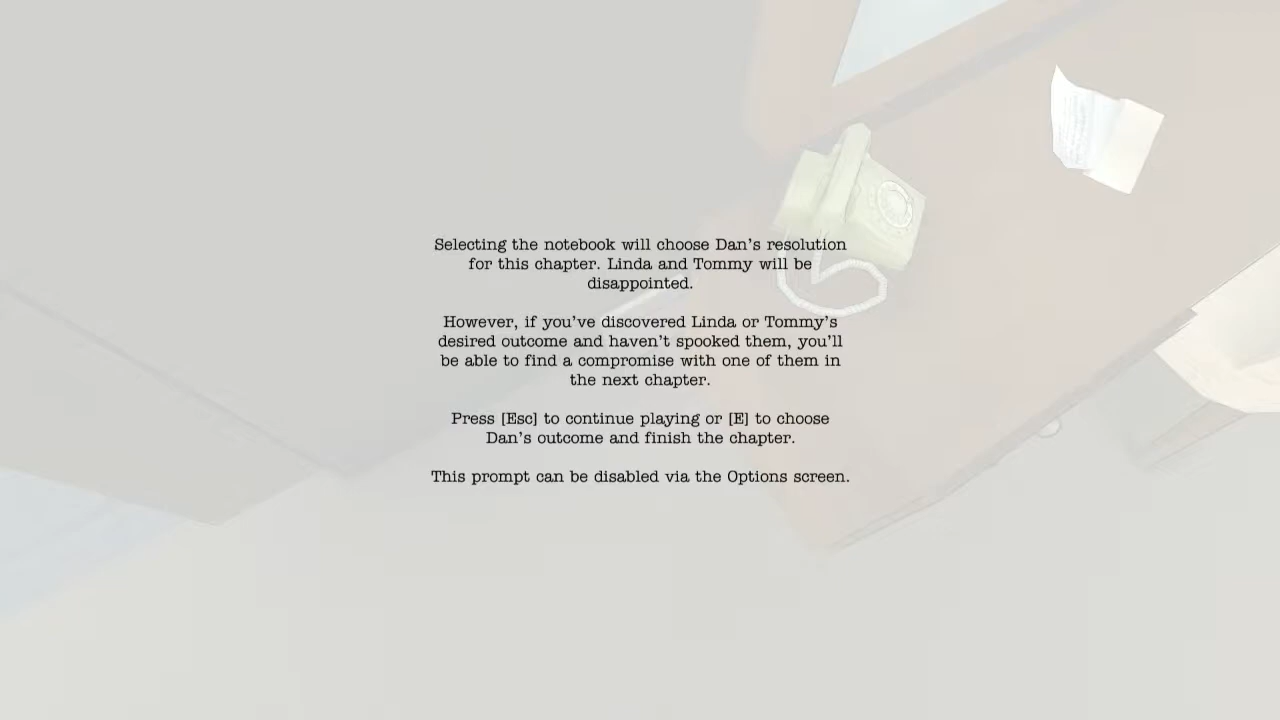 Selecting the notebook will choose Dan's resolution
for this chapter. Linda and Tommy will be
disappointed.
However, if you've discovered Linda or Tommy's
desired outcome and haven't spooked them, you'll
be able to find a compromise with one of them in
the next chapter.
Press [Esc] to continue playing or [E] to choose
Dan's outcome and finish the chapter.
This prompt can be disabled via the Options screen.